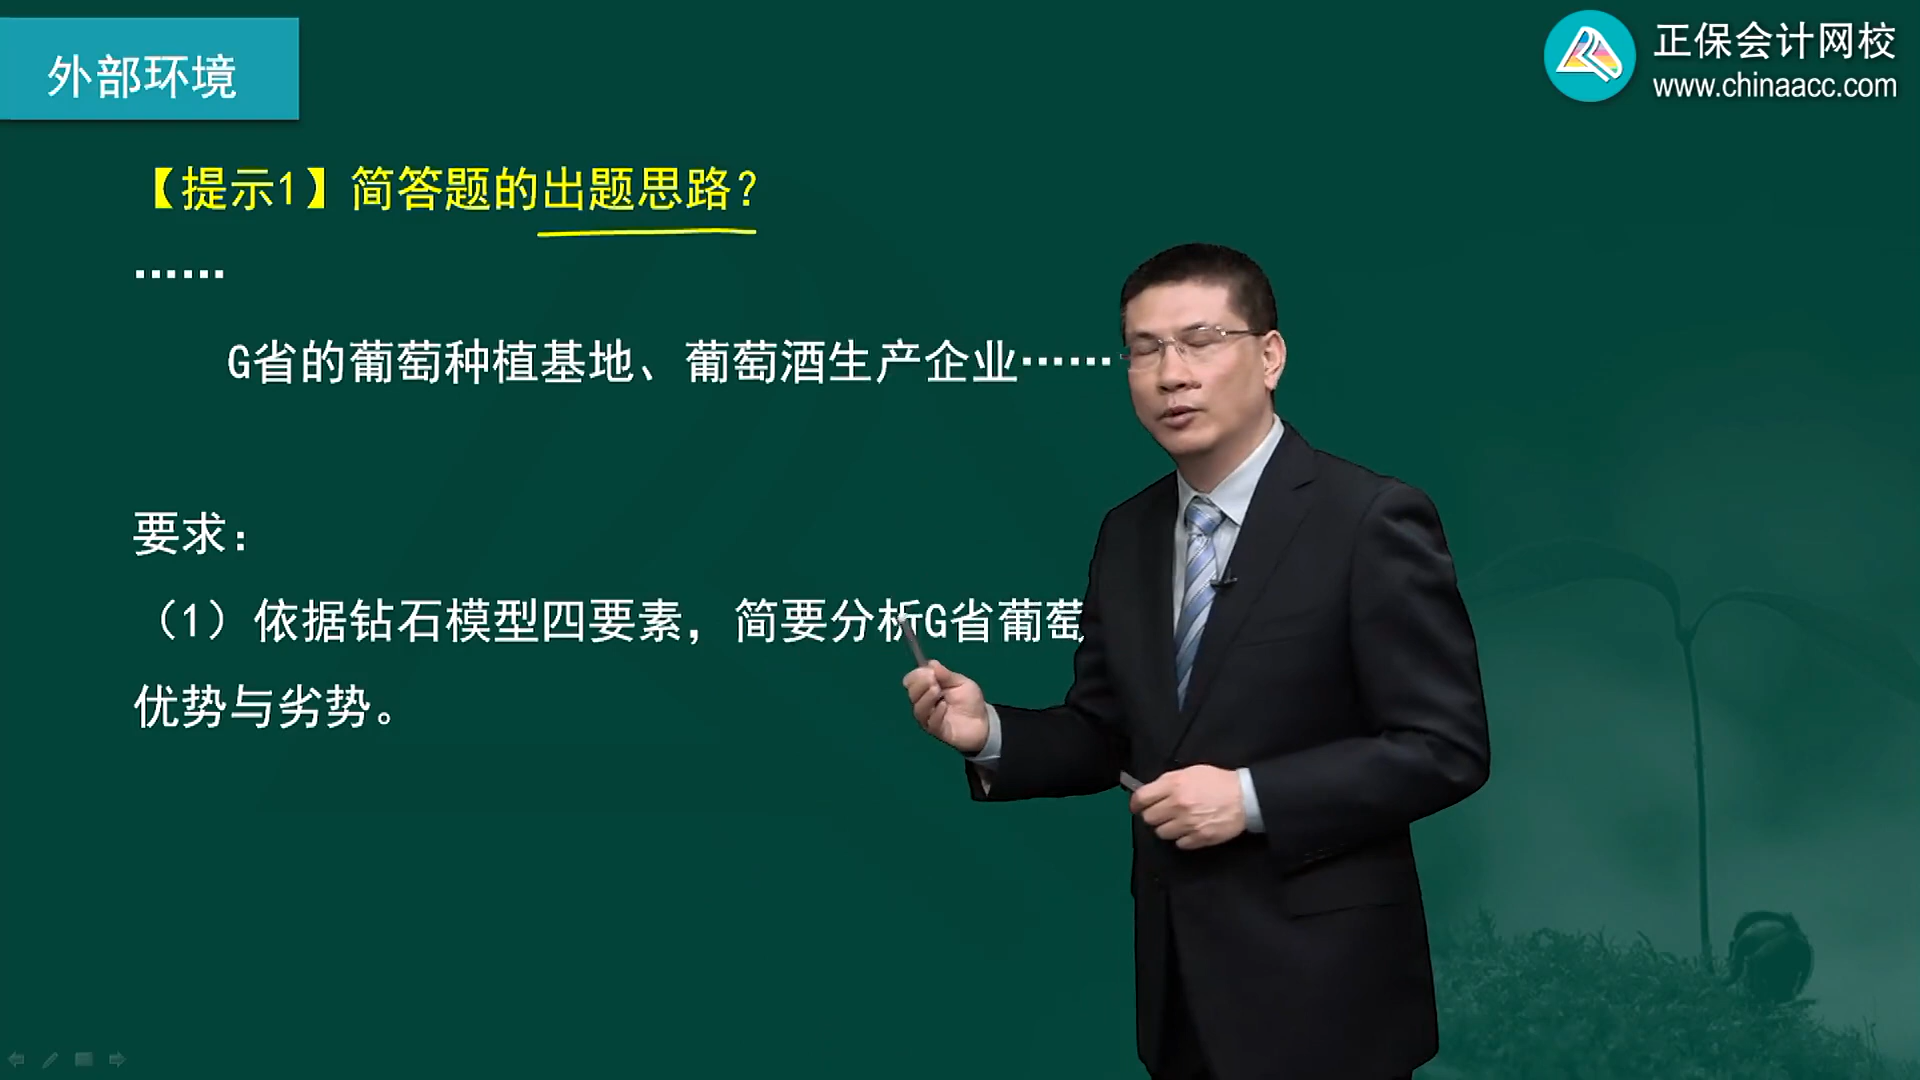 外部环境
正保会计网校
www.chinaacc.com
【提示1】简答题的出题思路？
……
G省的葡萄种植基地、葡萄酒生产企业……
要求：
（1）依据钻石模型四要素，简要分析G省葡萄
优势与劣势。